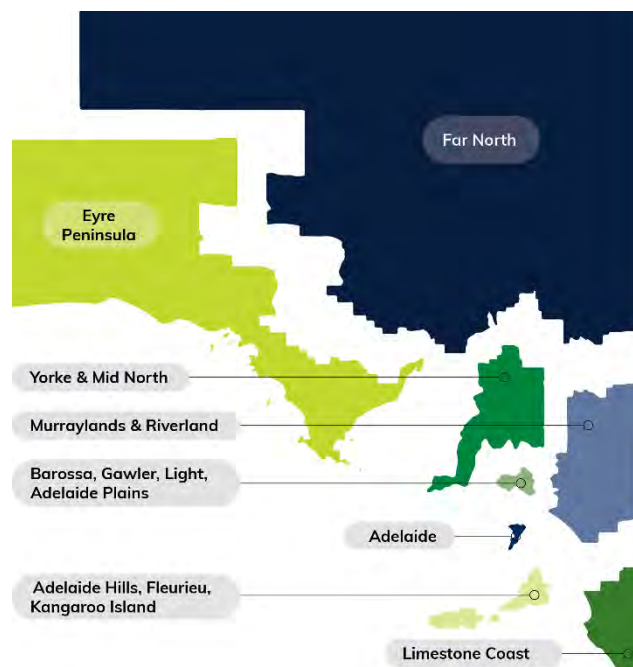 Far North
Eyre
Peninsula
Yorke & Mid North
Murraylands & Riverland
Barossa, Gawler, Light,
Adelaide Plains
Adelaide
Adelaide Hills, Fleurieu,
Kangaroo Island
Limestone Coast